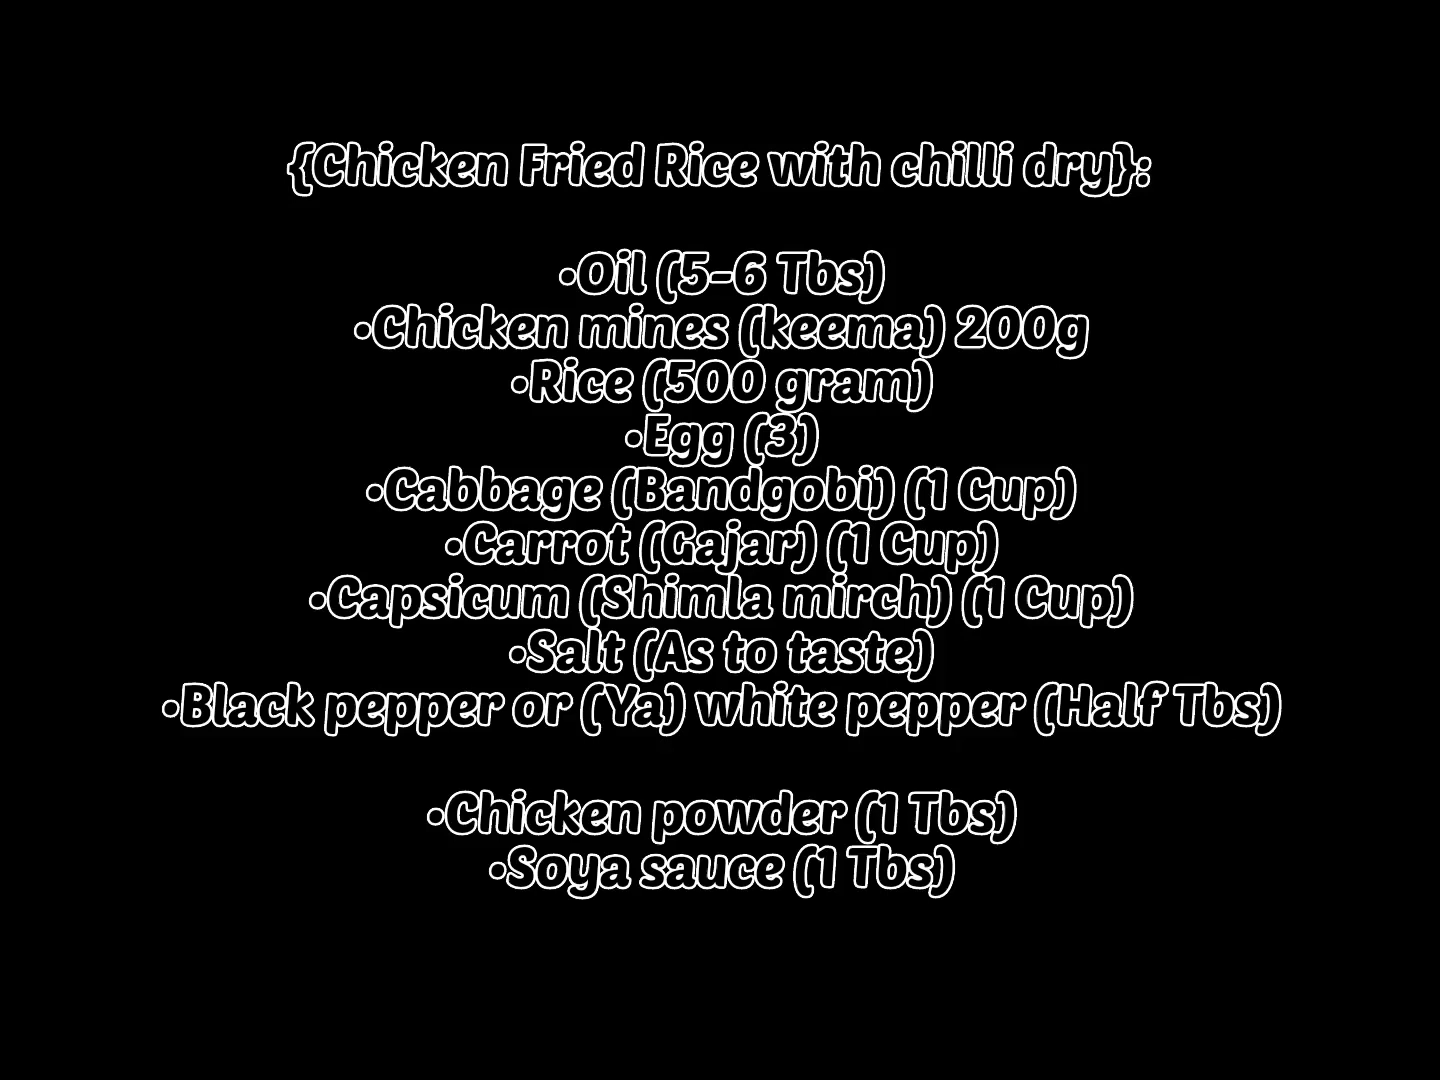 {Chicken Fried Rice with chilli dry}:
•Oil (5-6 Tbs)
•Chicken mines (keema) 200g
•Rice (500 gram)
•Egg (3)
•Cabbage (Bandgobi) (1 Cup)
•Carrot (Gajar) (1 Cup)
•Capsicum (Shimla mirch) (1 Cup)
•Salt (As to taste)
•Black pepper or (Ya) white pepper (Half Tbs)
•Chicken powder (1 Tbs)
•Soya sauce (1 Tbs)